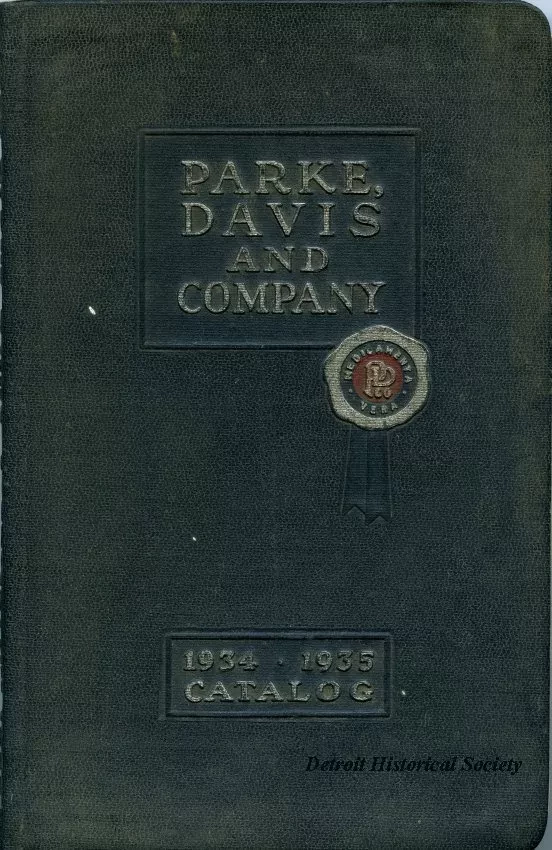 PARKE,
DAVIS
AND
COMPANY
MEDICAMENTA
VERA
PD
Co
1934 · 1935
CATALOG
Detroit Historical Society